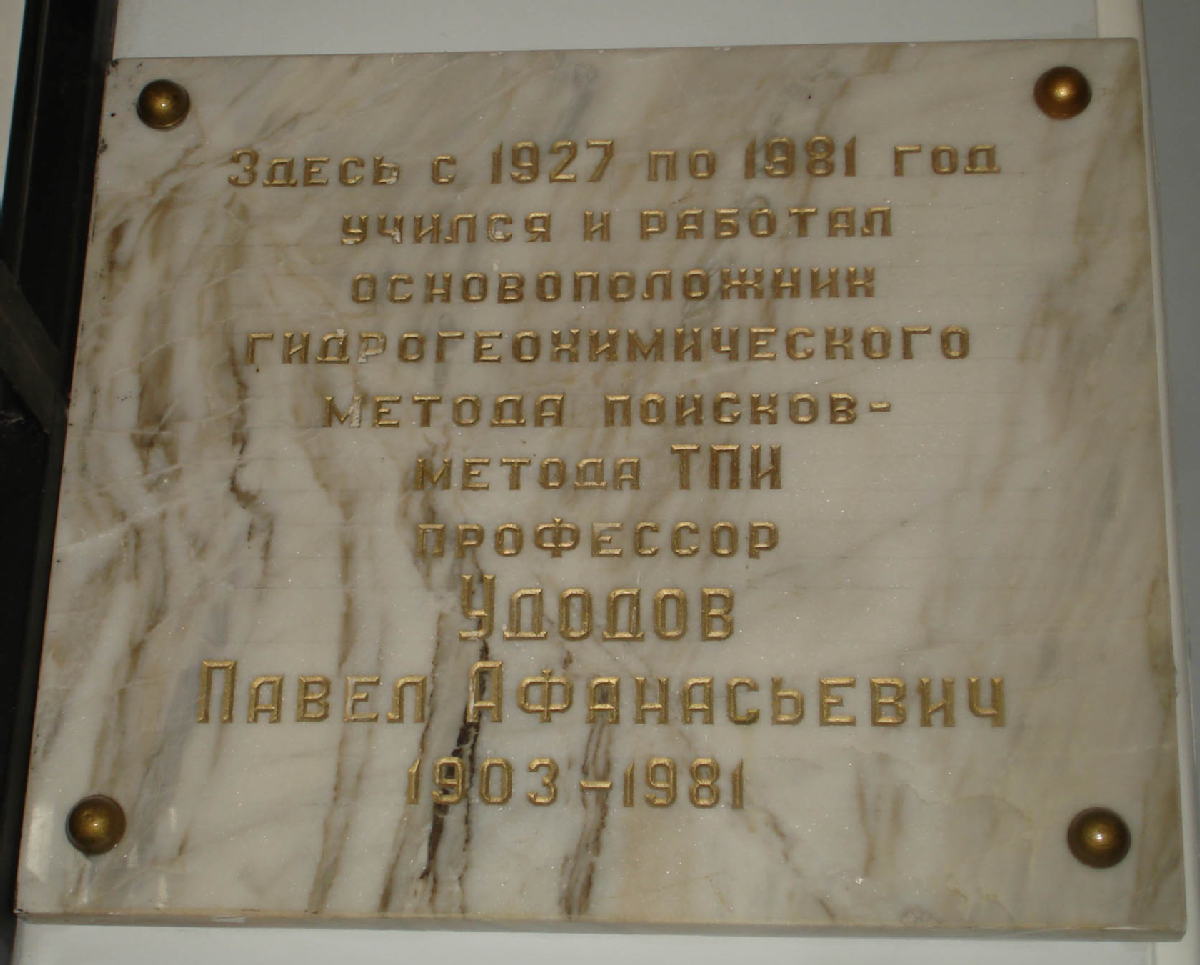 Здесь с 1927 по 1981 год
учился и работал
основоположник
гидрогеохимического
метода поисков-
метода ТПИ
профессор
Удодов
Павел Афанасьевич
1903-1981